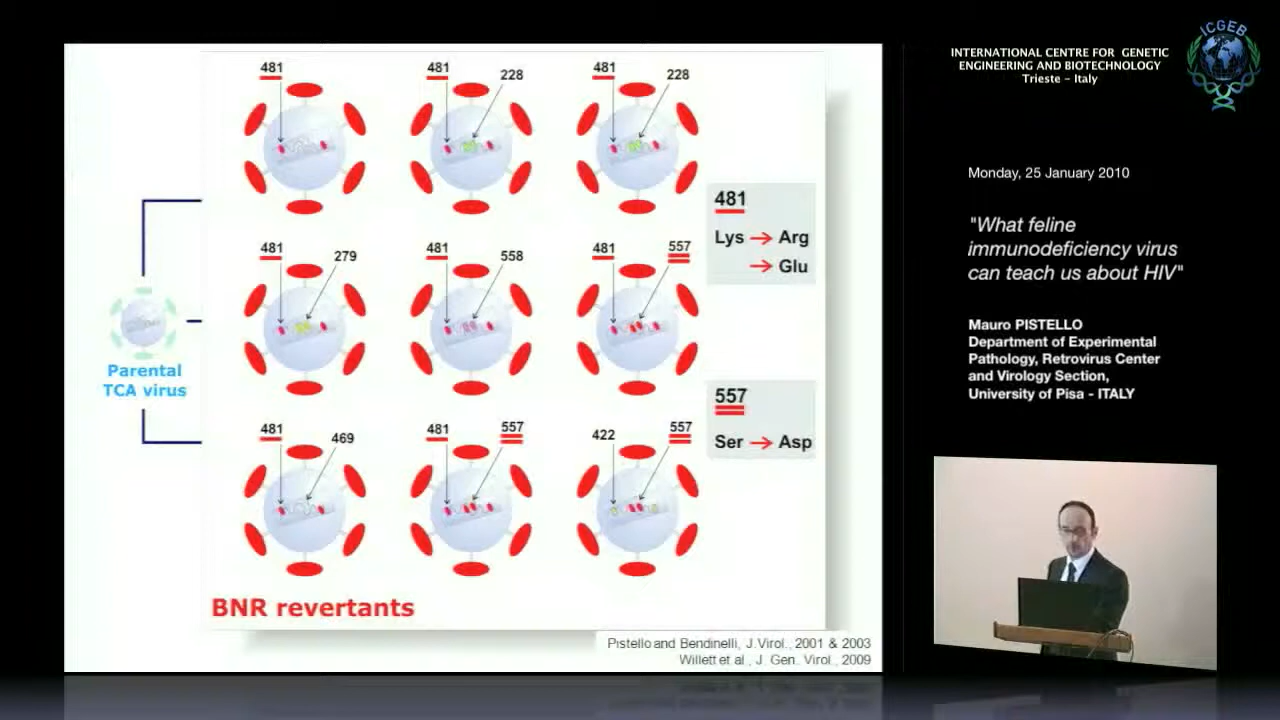 481
481
228
481
228
481
Lys → Arg
→ Glu
481
279
481
558
481
557
Parental
TCA virus
557
Ser → Asp
481
469
481
557
422
557
BNR revertants
Pistello and Bendinelli, J.Virol., 2001 & 2003
Willett et al., J. Gen. Virol., 2009
INTERNATIONAL CENTRE FOR GENETIC
ENGINEERING AND BIOTECHNOLOGY
Trieste - Italy
ICGEB
Monday, 25 January 2010
"What feline
immunodeficiency virus
can teach us about HIV"
Mauro PISTELLO
Department of Experimental
Pathology, Retrovirus Center
and Virology Section,
University of Pisa - ITALY